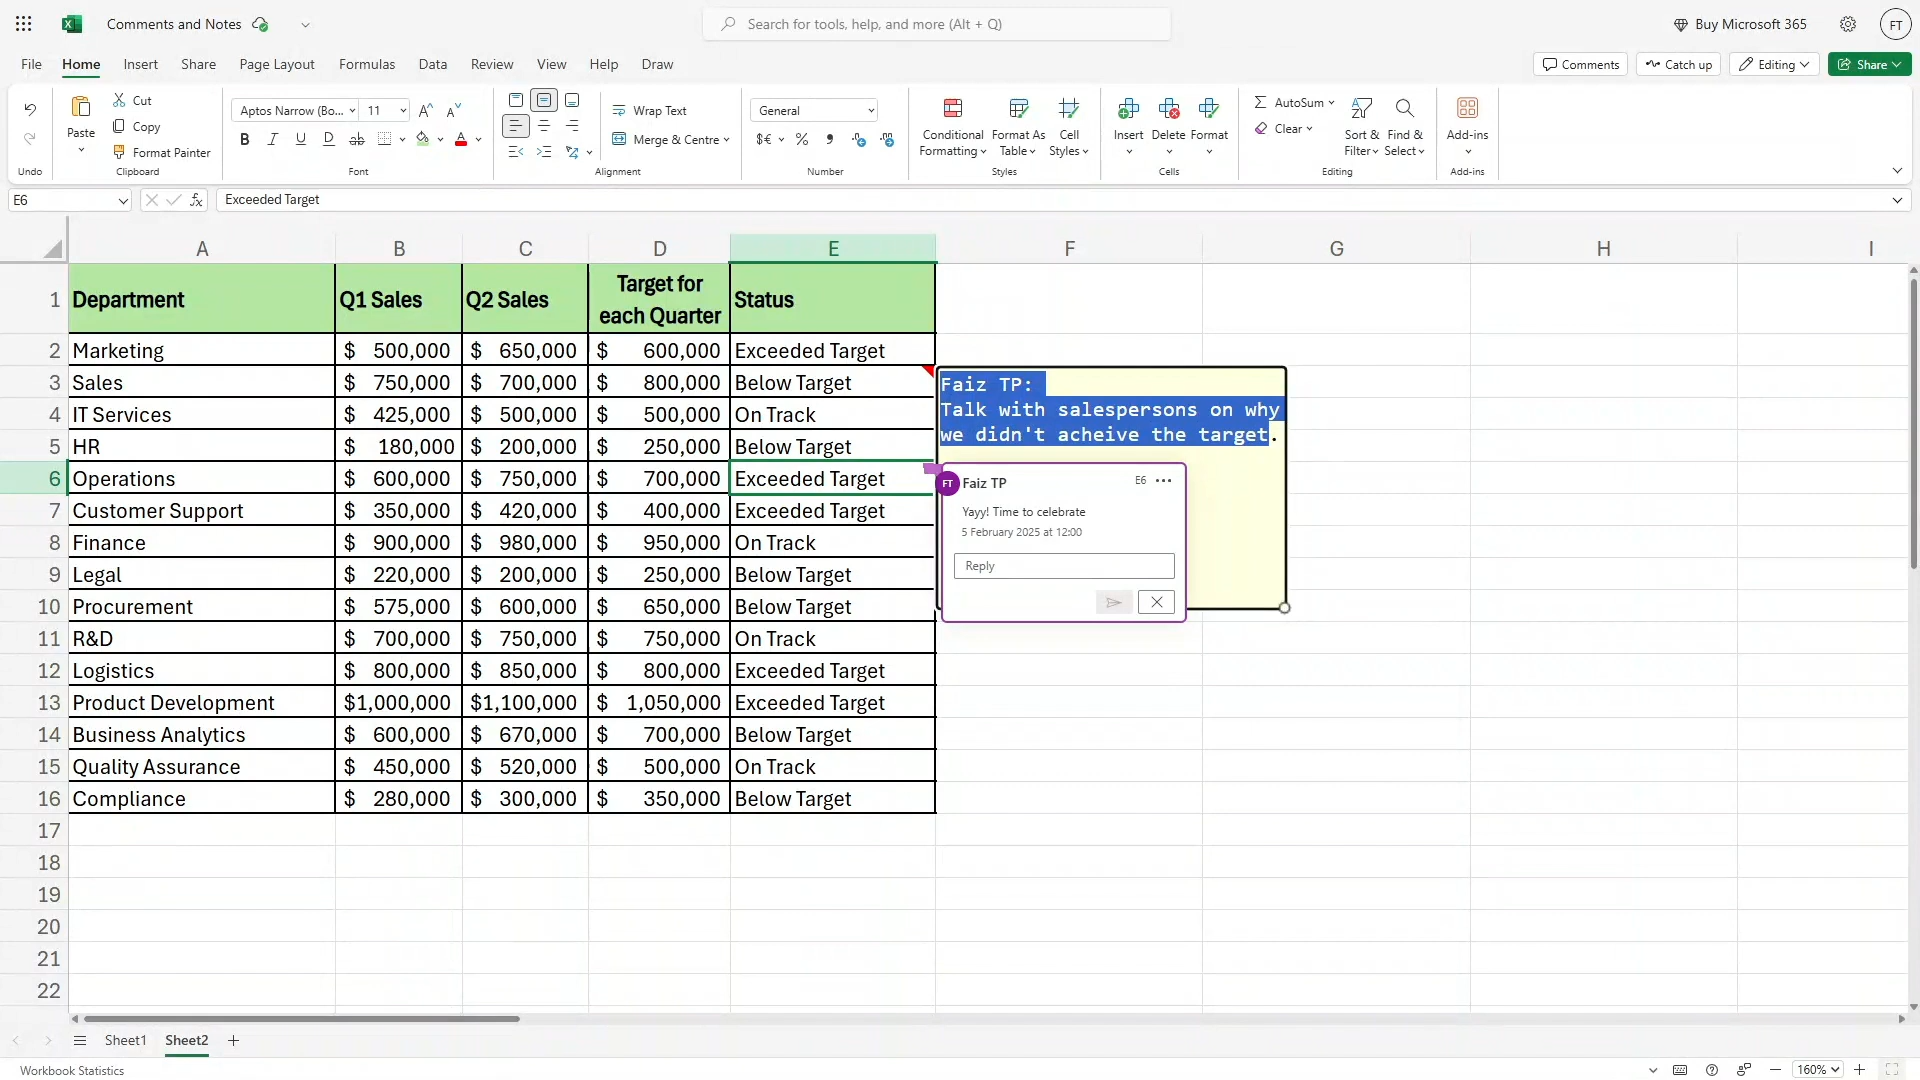 Comments and Notes
Search for tools, help, and more (Alt + Q)
Buy Microsoft 365
FT
File Home Insert Share Page Layout Formulas Data Review View Help Draw
Comments Catch up Editing Share
Paste
Cut
Copy
Format Painter
Aptos Narrow (Bo... 11
B I U D ab
Wrap Text
Merge & Centre
General
$€ % ,
Conditional Formatting
Format As Table
Cell Styles
Insert Delete Format
AutoSum
Clear
Sort & Filter
Find & Select
Add-ins
Undo Clipboard Font Alignment Number Styles Cells Editing Add-ins
E6 fx Exceeded Target
A B C D E F G H I
1 Department Q1 Sales Q2 Sales Target for each Quarter Status
2 Marketing $ 500,000 $ 650,000 $ 600,000 Exceeded Target
3 Sales $ 750,000 $ 700,000 $ 800,000 Below Target
4 IT Services $ 425,000 $ 500,000 $ 500,000 On Track
5 HR $ 180,000 $ 200,000 $ 250,000 Below Target
6 Operations $ 600,000 $ 750,000 $ 700,000 Exceeded Target
7 Customer Support $ 350,000 $ 420,000 $ 400,000 Exceeded Target
8 Finance $ 900,000 $ 980,000 $ 950,000 On Track
9 Legal $ 220,000 $ 200,000 $ 250,000 Below Target
10 Procurement $ 575,000 $ 600,000 $ 650,000 Below Target
11 R&D $ 700,000 $ 750,000 $ 750,000 On Track
12 Logistics $ 800,000 $ 850,000 $ 800,000 Exceeded Target
13 Product Development $1,000,000 $1,100,000 $ 1,050,000 Exceeded Target
14 Business Analytics $ 600,000 $ 670,000 $ 700,000 Below Target
15 Quality Assurance $ 450,000 $ 520,000 $ 500,000 On Track
16 Compliance $ 280,000 $ 300,000 $ 350,000 Below Target
17
18
19
20
21
22
Faiz TP:
Talk with salespersons on why
we didn't acheive the target.
FT Faiz TP E6
Yayy! Time to celebrate
5 February 2025 at 12:00
Reply
Sheet1 Sheet2
Workbook Statistics
160%